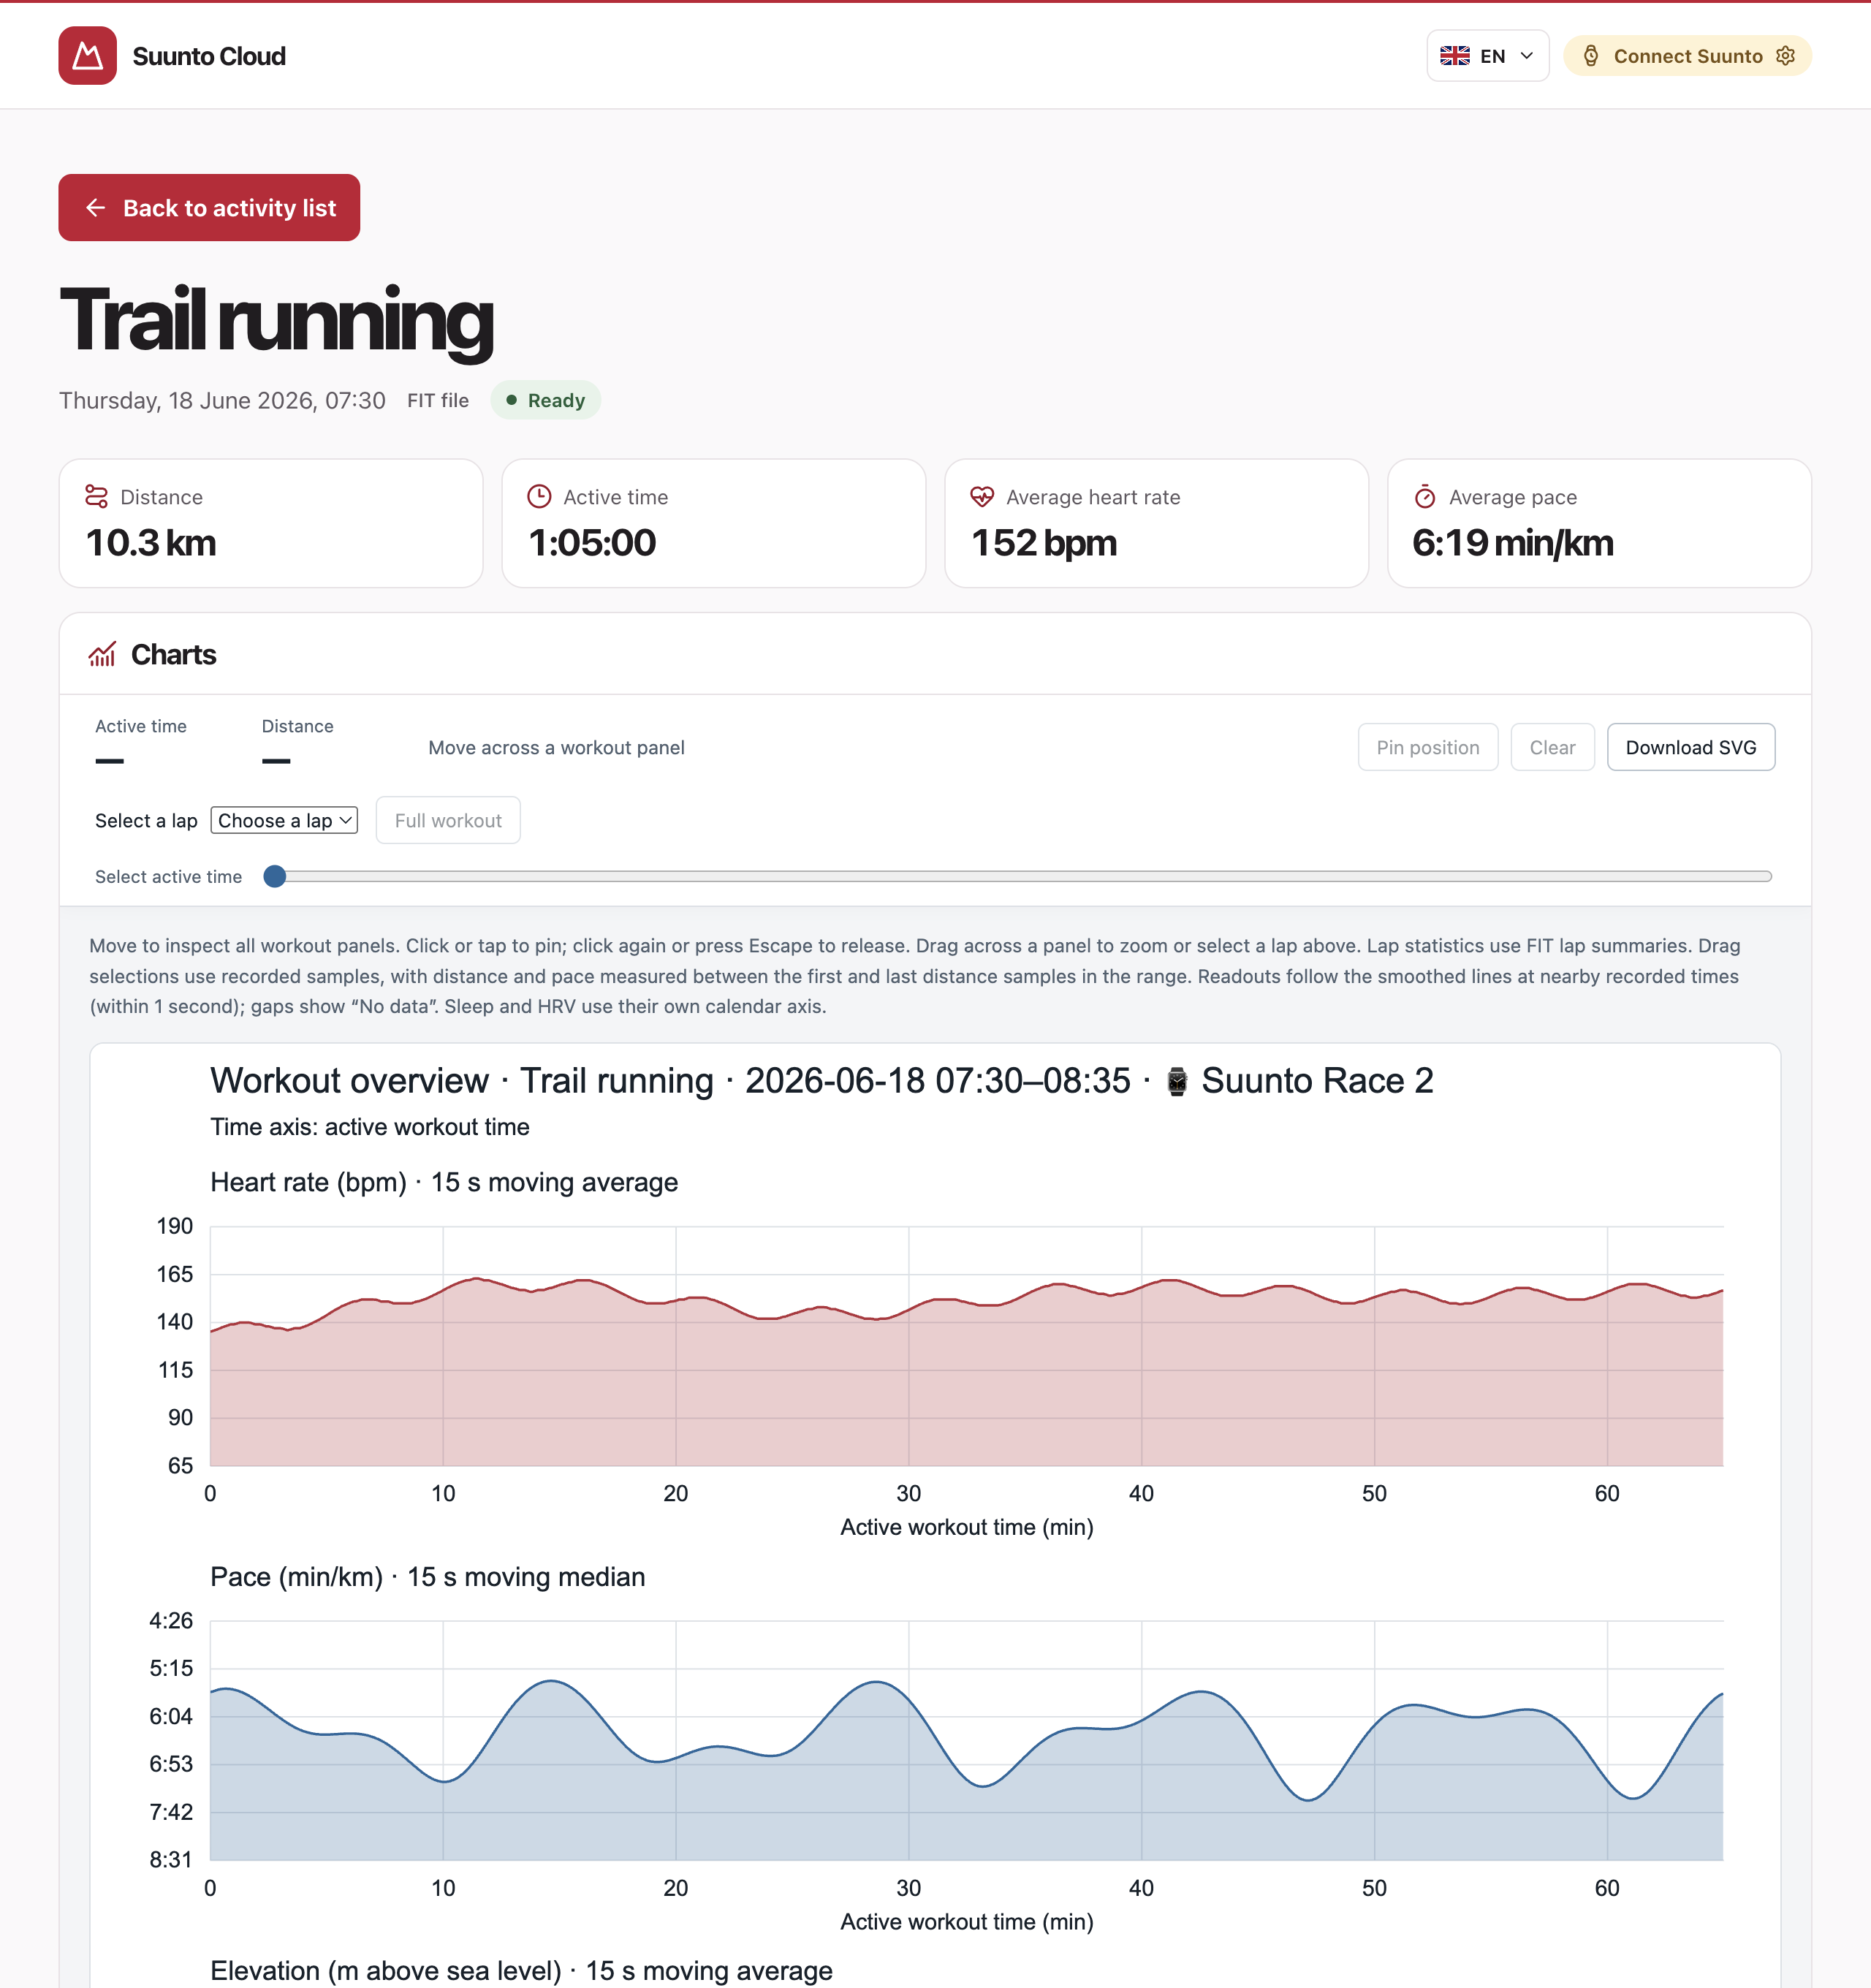 Suunto Cloud
EN
Connect Suunto
Back to activity list
Trail running
Thursday, 18 June 2026, 07:30 FIT file Ready
Distance
10.3 km
Active time
1:05:00
Average heart rate
152 bpm
Average pace
6:19 min/km
Charts
Active time
—
Distance
—
Move across a workout panel
Pin position
Clear
Download SVG
Select a lap
Choose a lap
Full workout
Select active time
Move to inspect all workout panels. Click or tap to pin; click again or press Escape to release. Drag across a panel to zoom or select a lap above. Lap statistics use FIT lap summaries. Drag
selections use recorded samples, with distance and pace measured between the first and last distance samples in the range. Readouts follow the smoothed lines at nearby recorded times
(within 1 second); gaps show “No data”. Sleep and HRV use their own calendar axis.
Workout overview · Trail running · 2026-06-18 07:30–08:35 · Suunto Race 2
Time axis: active workout time
Heart rate (bpm) · 15 s moving average
190
165
140
115
90
65
0 10 20 30 40 50 60
Active workout time (min)
Pace (min/km) · 15 s moving median
4:26
5:15
6:04
6:53
7:42
8:31
0 10 20 30 40 50 60
Active workout time (min)
Elevation (m above sea level) · 15 s moving average